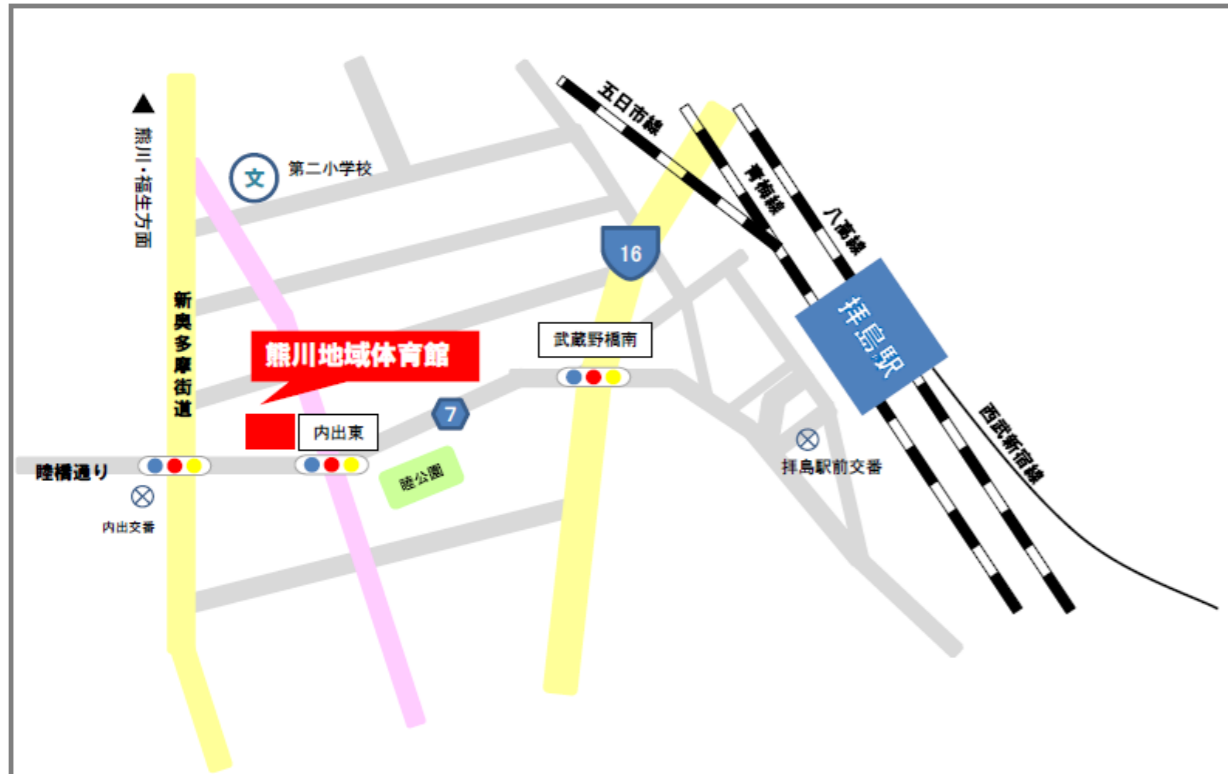 五日市線
青梅線
八高線
▲熊川・福生方面
文
第二小学校
16
新奥多摩街道
武蔵野橋南
拝島駅
熊川地域体育館
7
内出東
睦橋通り
睦公園
拝島駅前交番
西武新宿線
内出交番